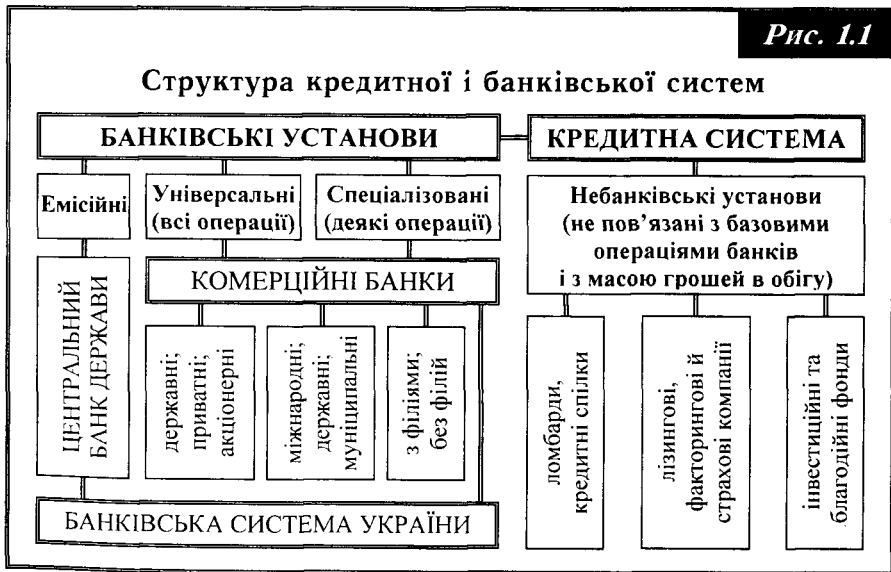 Рис. 1.1
Структура кредитної і банківської систем
БАНКІВСЬКІ УСТАНОВИ
КРЕДИТНА СИСТЕМА
Емісійні
Універсальні
(всі операції)
Спеціалізовані
(деякі операції)
Небанківські установи
(не пов’язані з базовими
операціями банків
і з масою грошей в обігу)
КОМЕРЦІЙНІ БАНКИ
ЦЕНТРАЛЬНИЙ
БАНК ДЕРЖАВИ
державні;
приватні;
акціонерні
міжнародні;
державні;
муніципальні
з філіями;
без філій
ломбарди,
кредитні спілки
лізингові,
факторингові й
страхові компанії
інвестиційні та
благодійні фонди
БАНКІВСЬКА СИСТЕМА УКРАЇНИ